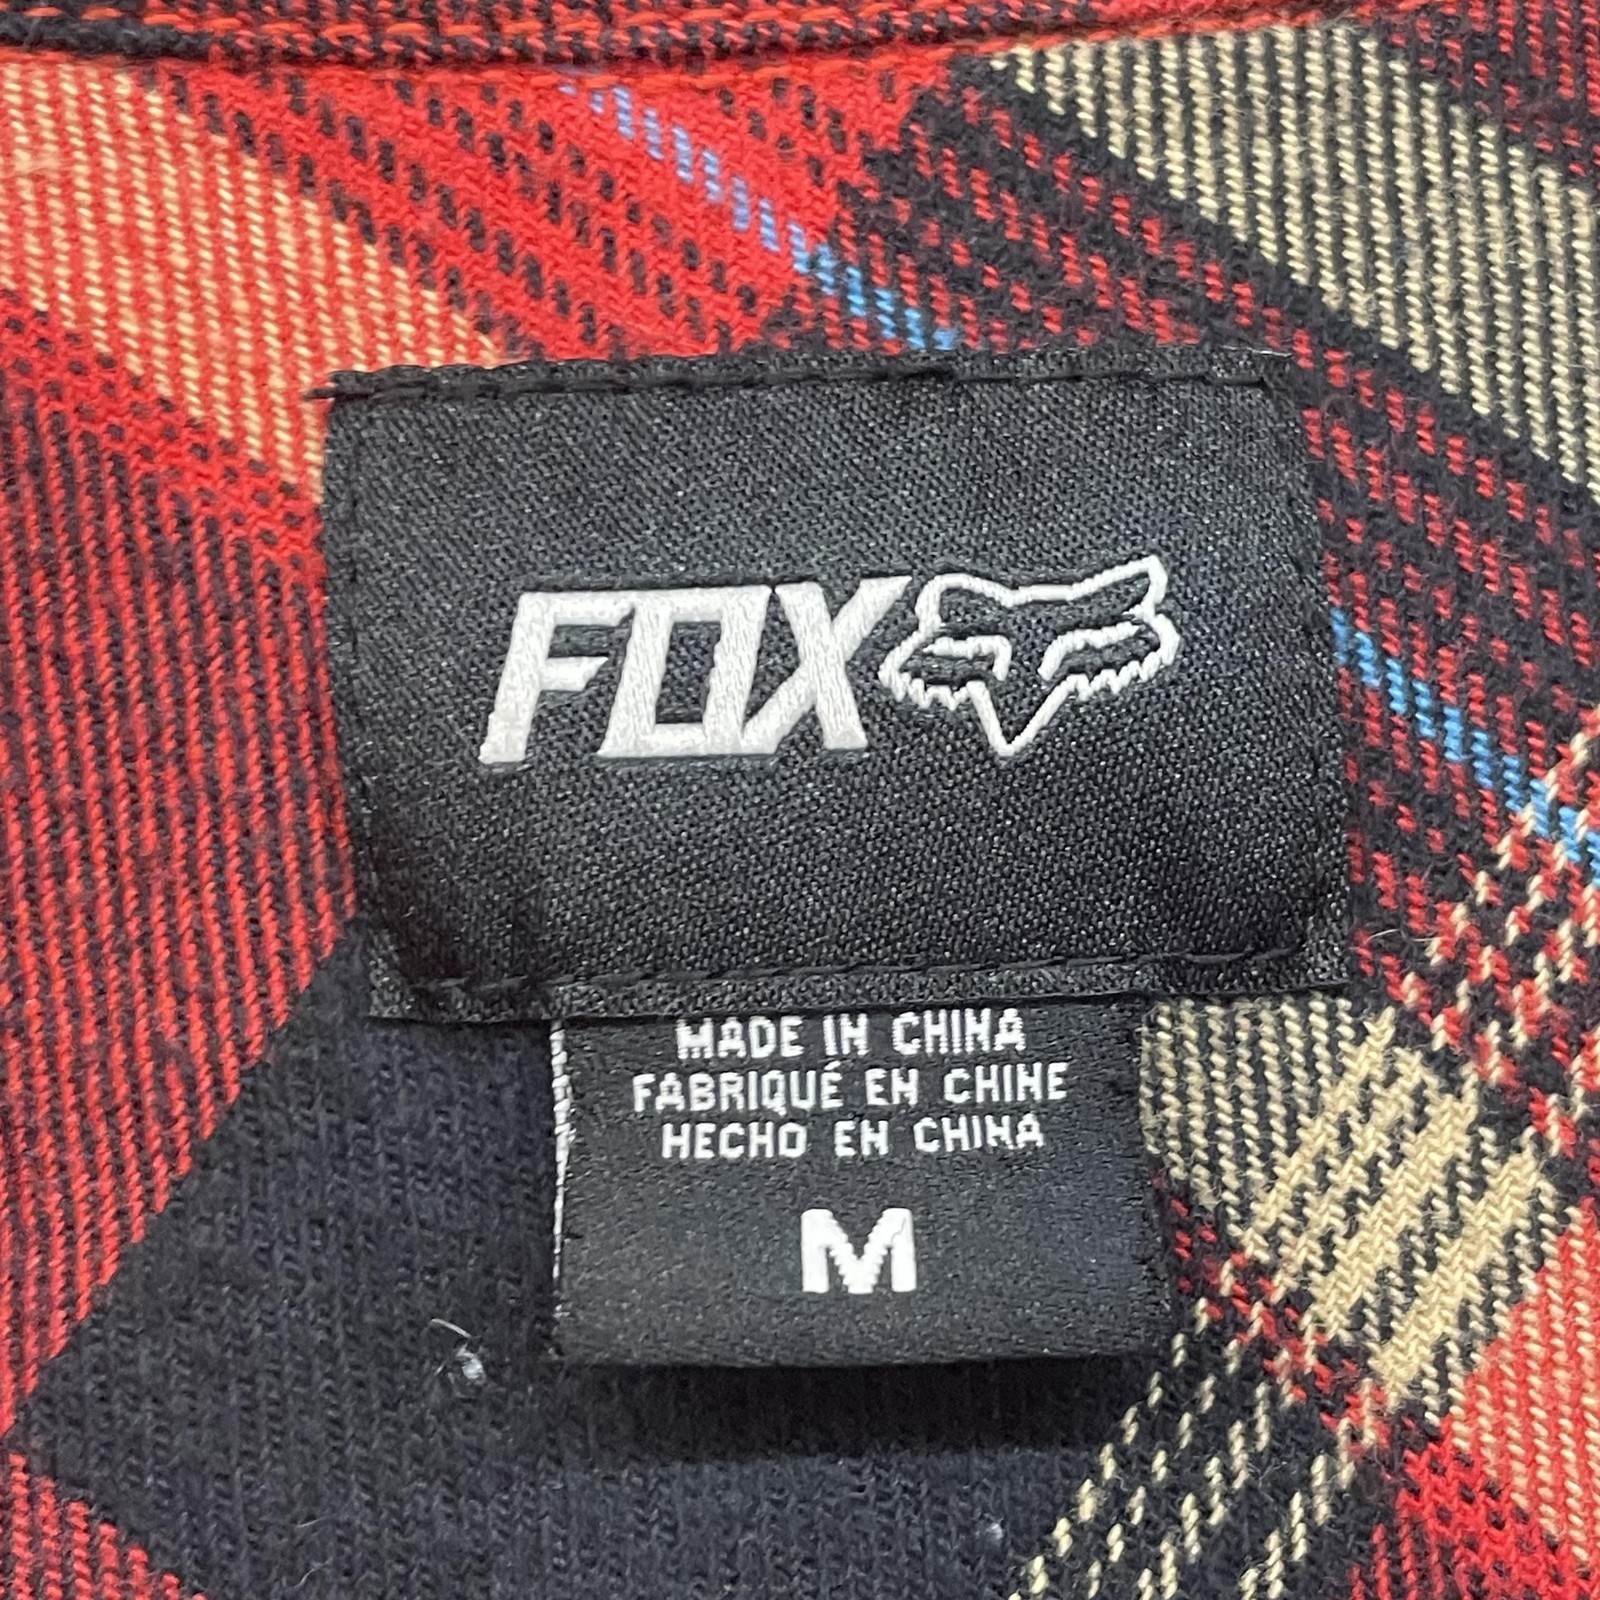 FOX
MADE IN CHINA
FABRIQUÉ EN CHINE
HECHO EN CHINA
M